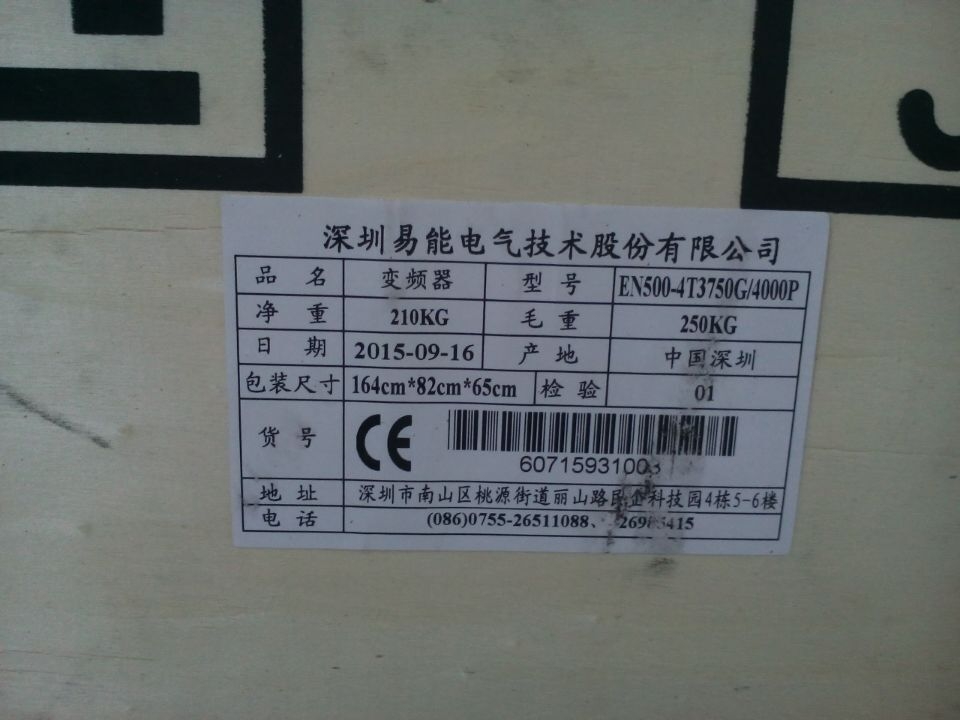 深圳易能电气技术股份有限公司
品 名 变频器 型 号 EN500-4T3750G/4000P
净 重 210KG 毛 重 250KG
日 期 2015-09-16 产 地 中国深圳
包装尺寸 164cm*82cm*65cm 检 验 01
货 号 CE
60715931003
地 址 深圳市南山区桃源街道丽山路民企科技园4栋5-6楼
电 话 (086)0755-26511088、